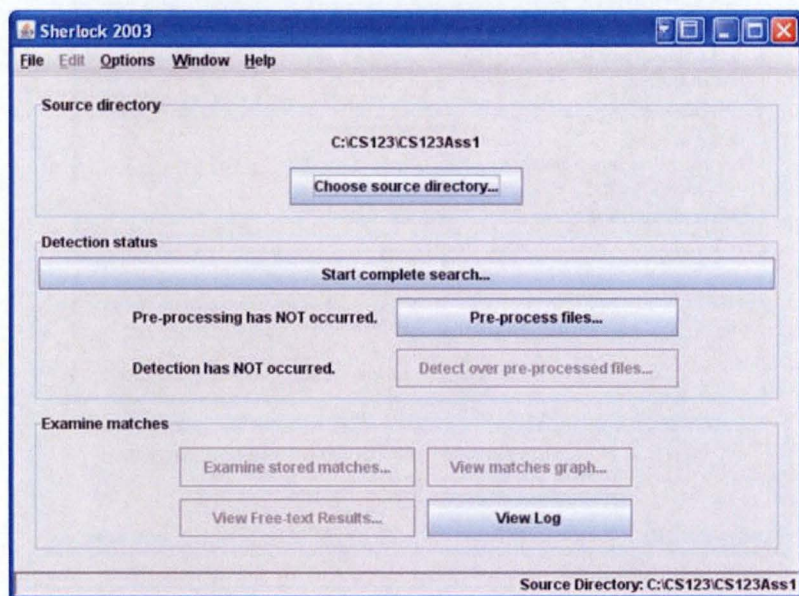 Sherlock 2003
File Edit Options Window Help
Source directory
C:\CS123\CS123Ass1
Choose source directory...
Detection status
Start complete search...
Pre-processing has NOT occurred. Pre-process files...
Detection has NOT occurred. Detect over pre-processed files...
Examine matches
Examine stored matches... View matches graph...
View Free-text Results... View Log
Source Directory: C:\CS123\CS123Ass1